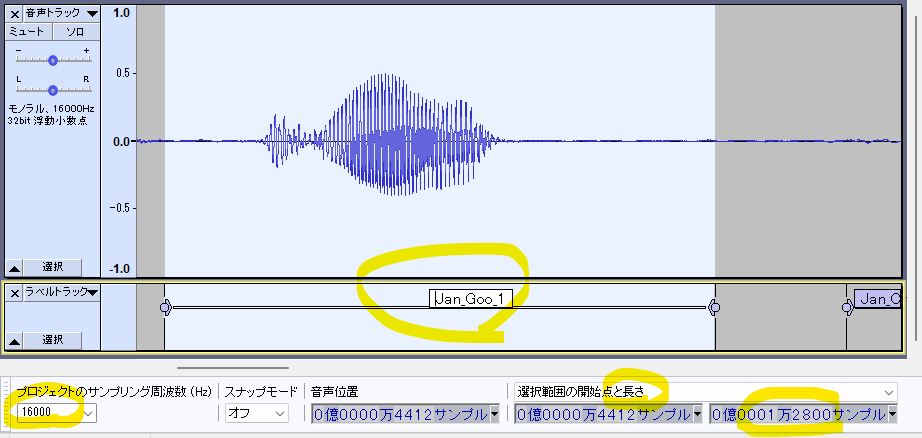 音声トラック
ミュート ソロ
- +
L R
モノラル、16000Hz
32bit 浮動小数点
選択
1.0
0.5
0.0
-0.5
-1.0
ラベルトラック
選択
Jan_Goo_1
Jan_C
プロジェクトのサンプリング周波数 (Hz) スナップモード 音声位置 選択範囲の開始点と長さ
16000 オフ 0億0000万4412サンプル 0億0000万4412サンプル 0億0001万2800サンプル